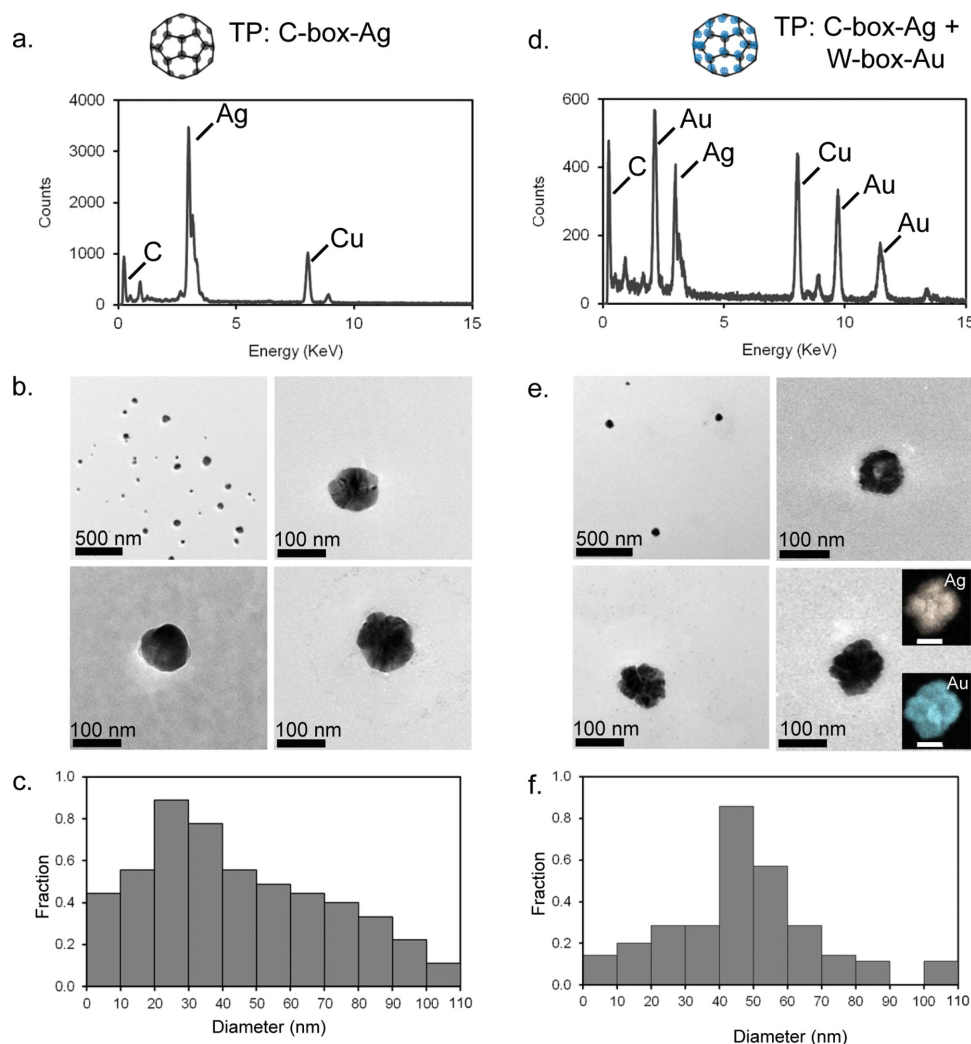 a.
TP: C-box-Ag
4000
3000
2000
1000
0
Counts
Ag
C
Cu
0 5 10 15
Energy (KeV)
b.
500 nm
100 nm
100 nm
100 nm
c.
1.0
0.8
0.6
0.4
0.2
0.0
Fraction
0 10 20 30 40 50 60 70 80 90 100 110
Diameter (nm)
d.
TP: C-box-Ag +
W-box-Au
600
400
200
0
Counts
C
Au
Ag
Cu
Au
Au
0 5 10 15
Energy (KeV)
e.
500 nm
100 nm
100 nm
100 nm
Ag
Au
f.
1.0
0.8
0.6
0.4
0.2
0.0
Fraction
0 10 20 30 40 50 60 70 80 90 100 110
Diameter (nm)